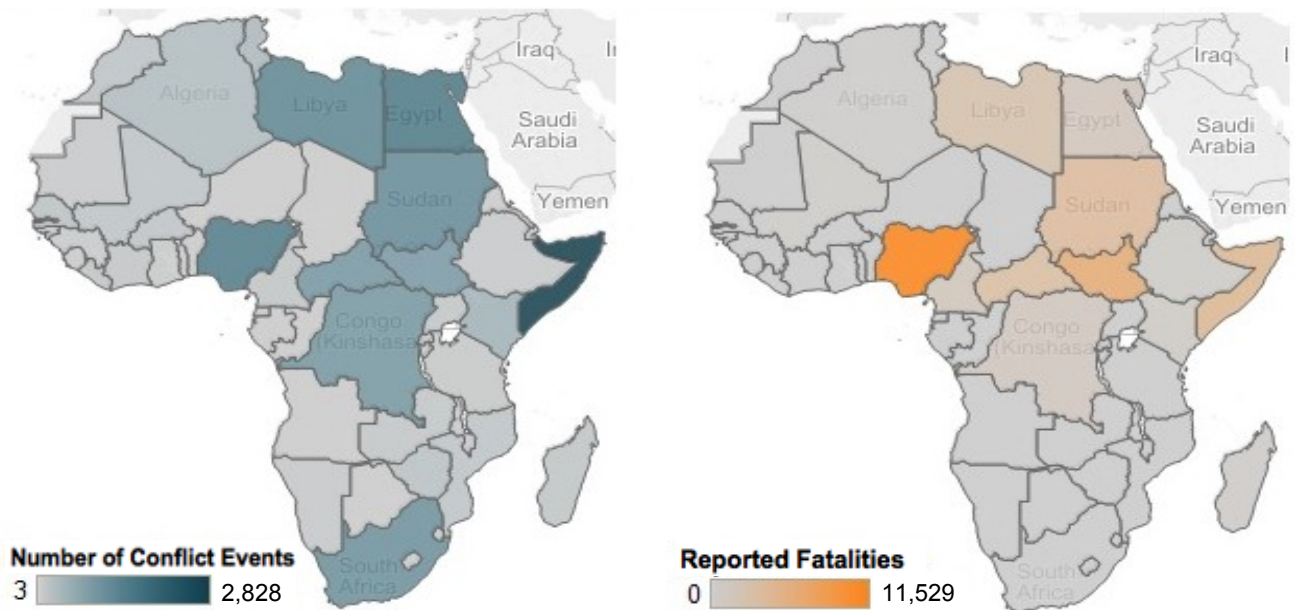 Iraq
Ir
Algeria
Libya
Egypt
Saudi
Arabia
Sudan
Yemen
Congo
(Kinshasa
South
Africa
Number of Conflict Events
3
2,828
Iraq
I
Algeria
Libya
Egypt
Saudi
Arabia
Sudan
Yemen
Congo
(Kinshasa
South
Africa
Reported Fatalities
0
11,529